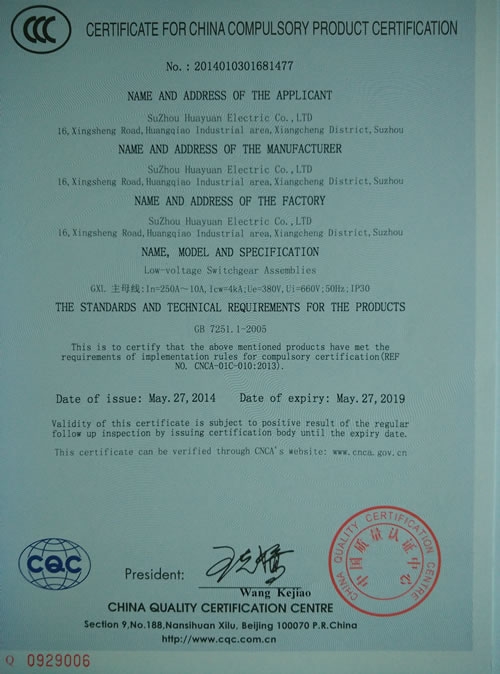 CCC
CERTIFICATE FOR CHINA COMPULSORY PRODUCT CERTIFICATION
No.: 2014010301681477
NAME AND ADDRESS OF THE APPLICANT
SuZhou Huayuan Electric Co.,LTD
16,Xingsheng Road,Huangqiao Industrial area,Xiangcheng District,Suzhou
NAME AND ADDRESS OF THE MANUFACTURER
SuZhou Huayuan Electric Co.,LTD
16,Xingsheng Road,Huangqiao Industrial area,Xiangcheng District,Suzhou
NAME AND ADDRESS OF THE FACTORY
SuZhou Huayuan Electric Co.,LTD
16,Xingsheng Road,Huangqiao Industrial area,Xiangcheng District,Suzhou
NAME, MODEL AND SPECIFICATION
Low-voltage Switchgear Assemblies
GXL 主母线:In=250A～10A,Icw=4kA;Ue=380V,Ui=660V;50Hz;IP30
THE STANDARDS AND TECHNICAL REQUIREMENTS FOR THE PRODUCTS
GB 7251.1-2005
This is to certify that the above mentioned products have met the
requirements of implementation rules for compulsory certification(REF
NO. CNCA-01C-010:2013).
Date of issue: May.27,2014 Date of expiry: May.27,2019
Validity of this certificate is subject to positive result of the regular
follow up inspection by issuing certification body until the expiry date.
This certificate can be verified through CNCA's website: www.cnca.gov.cn
CQC
President:
Wang Kejiao
CHINA QUALITY CERTIFICATION CENTRE
中国质量认证中心
CHINA QUALITY CERTIFICATION CENTRE
Section 9,No.188,Nansihuan Xilu, Beijing 100070 P.R.China
http://www.cqc.com.cn
Q 0929006